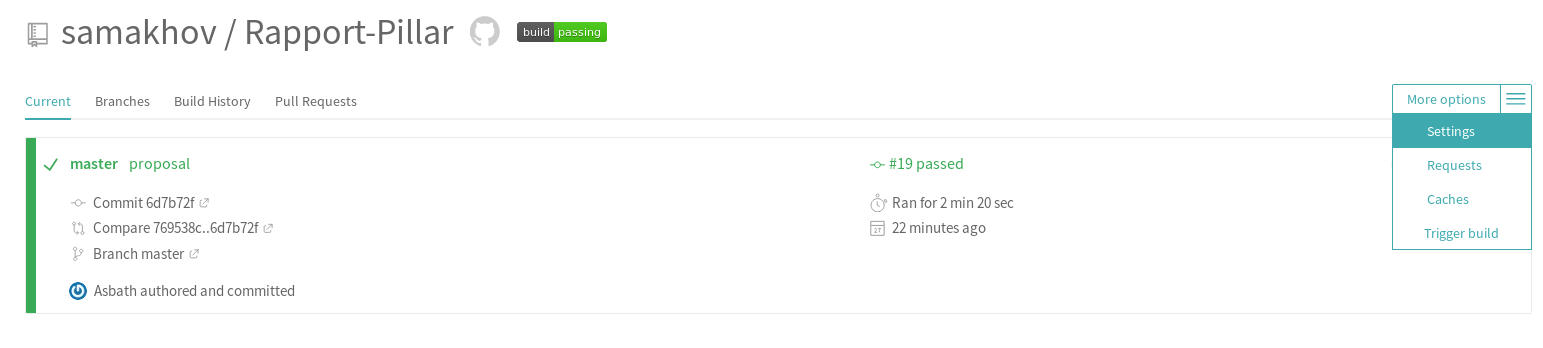 samakhov / Rapport-Pillar build passing
Current Branches Build History Pull Requests More options
Settings
master proposal #19 passed
Requests
Commit 6d7b72f Ran for 2 min 20 sec
Caches
Compare 769538c..6d7b72f 22 minutes ago
Trigger build
Branch master
Asbath authored and committed